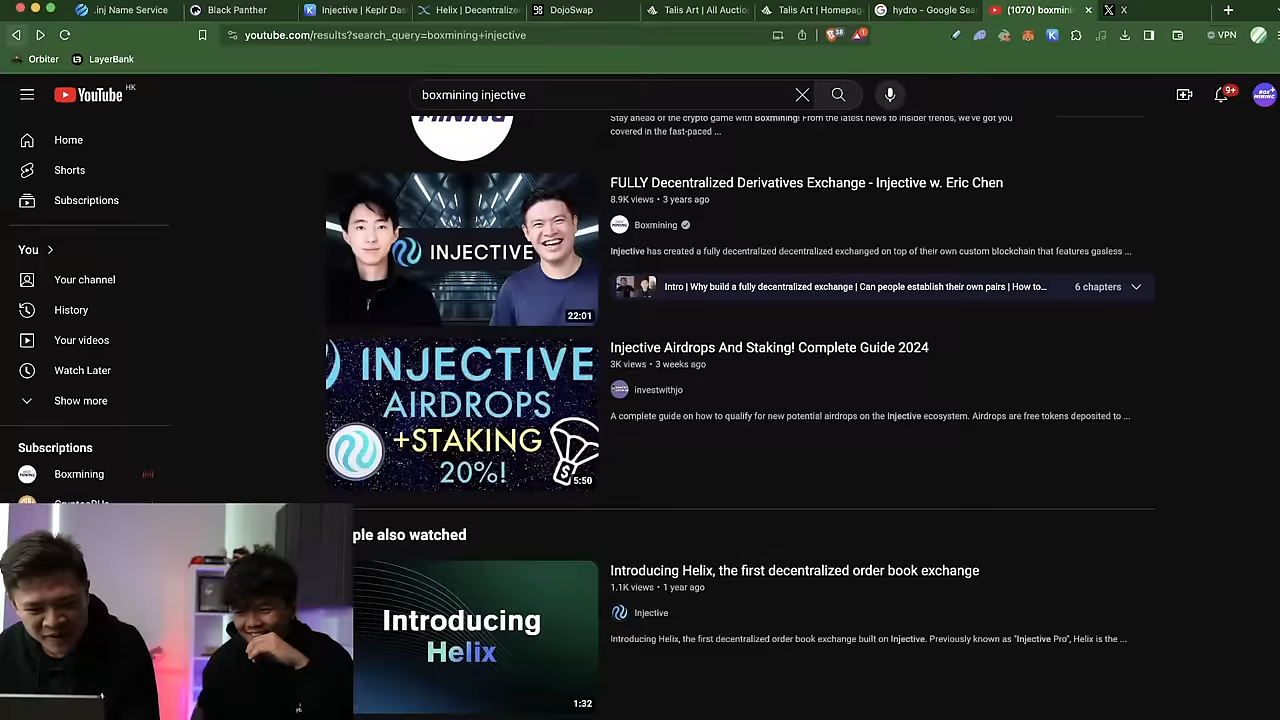 .inj Name Service
Black Panther
Injective | Keplr Das
Helix | Decentralized
DojoSwap
Talis Art | All Auctio
Talis Art | Homepag
hydro - Google Sea
(1070) boxminin
X
youtube.com/results?search_query=boxmining+injective
38
1
VPN
Orbiter
LayerBank
YouTube HK
boxmining injective
9+
BOX MINING
Home
Shorts
Subscriptions
You
Your channel
History
Your videos
Watch Later
Show more
Subscriptions
Boxmining
MINING
Stay ahead of the crypto game with Boxmining! From the latest news to insider trends, we've got you
covered in the fast-paced ...
INJECTIVE
22:01
FULLY Decentralized Derivatives Exchange - Injective w. Eric Chen
8.9K views • 3 years ago
Boxmining
Injective has created a fully decentralized decentralized exchanged on top of their own custom blockchain that features gasless ...
Intro | Why build a fully decentralized exchange | Can people establish their own pairs | How to...
6 chapters
INJECTIVE
AIRDROPS
+STAKING
20%!
$
5:50
Injective Airdrops And Staking! Complete Guide 2024
3K views • 3 weeks ago
investwithjo
A complete guide on how to qualify for new potential airdrops on the Injective ecosystem. Airdrops are free tokens deposited to ...
ple also watched
Introducing
Helix
1:32
Introducing Helix, the first decentralized order book exchange
1.1K views • 1 year ago
Injective
Introducing Helix, the first decentralized order book exchange built on Injective. Previously known as "Injective Pro", Helix is the ...